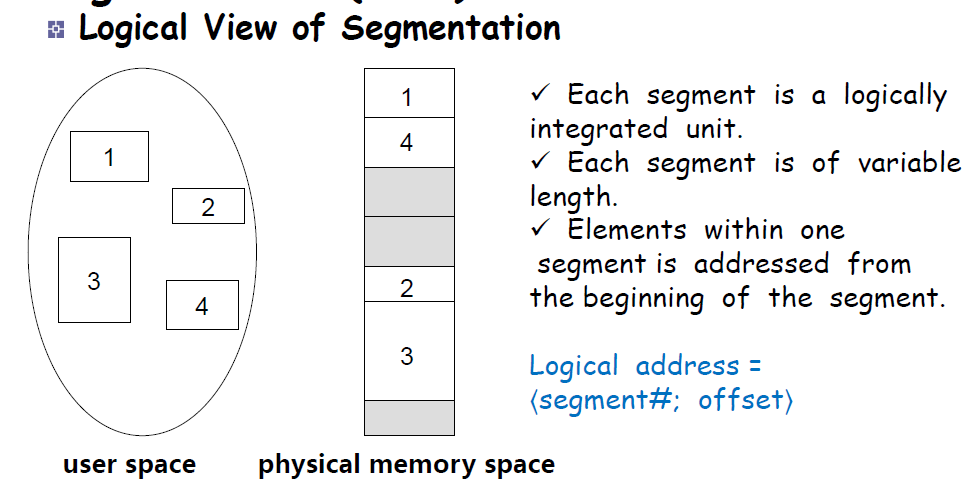 Logical View of Segmentation
1
2
3
4
1
4
2
3
✓ Each segment is a logically
integrated unit.
✓ Each segment is of variable
length.
✓ Elements within one
segment is addressed from
the beginning of the segment.
Logical address =
⟨segment#; offset⟩
user space
physical memory space